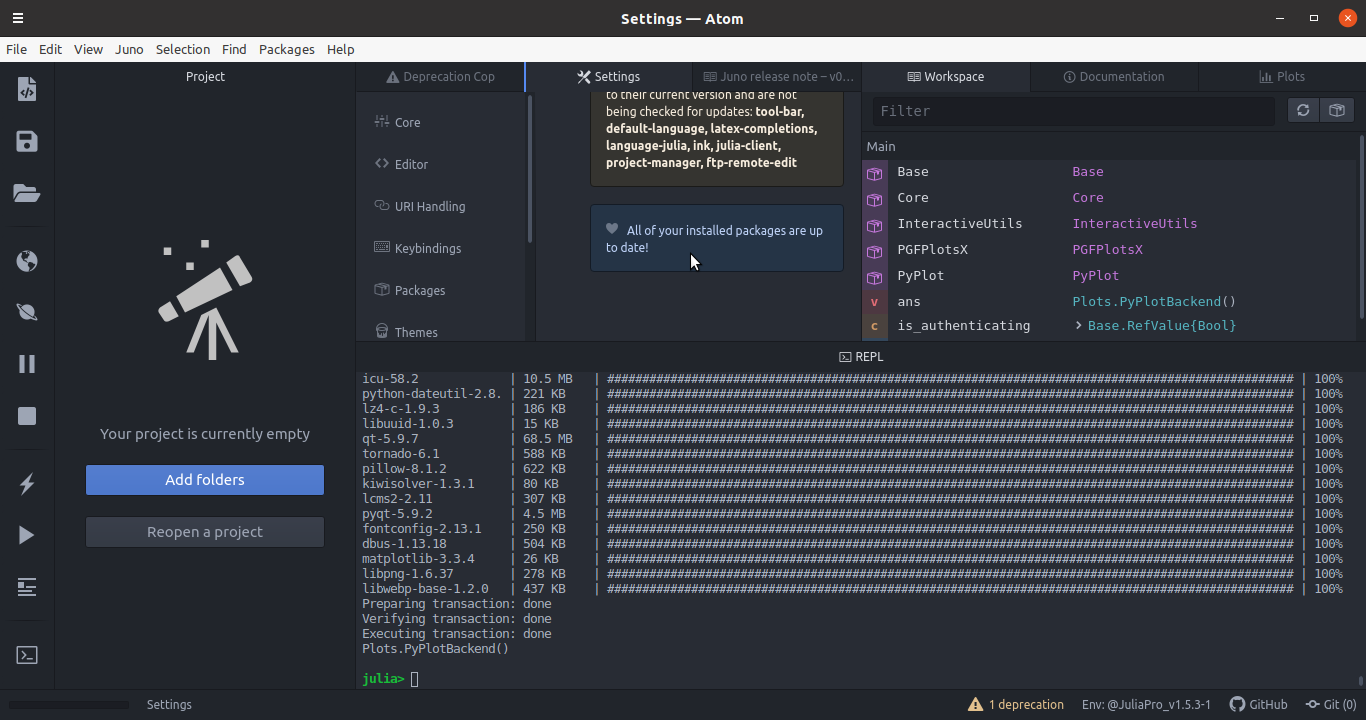 Settings — Atom
File Edit View Juno Selection Find Packages Help
Project
Your project is currently empty
Add folders
Reopen a project
Deprecation Cop
Settings
Juno release note – v0…
Core
Editor
URI Handling
Keybindings
Packages
Themes
to their current version and are not
being checked for updates: tool-bar,
default-language, latex-completions,
language-julia, ink, julia-client,
project-manager, ftp-remote-edit
All of your installed packages are up
to date!
Workspace
Documentation
Plots
Filter
Main
Base Base
Core Core
InteractiveUtils InteractiveUtils
PGFPlotsX PGFPlotsX
PyPlot PyPlot
v ans Plots.PyPlotBackend()
c is_authenticating > Base.RefValue{Bool}
REPL
icu-58.2 | 10.5 MB | ################################################################################################## | 100%
python-dateutil-2.8. | 221 KB | ################################################################################################## | 100%
lz4-c-1.9.3 | 186 KB | ################################################################################################## | 100%
libuuid-1.0.3 | 15 KB | ################################################################################################## | 100%
qt-5.9.7 | 68.5 MB | ################################################################################################## | 100%
tornado-6.1 | 588 KB | ################################################################################################## | 100%
pillow-8.1.2 | 622 KB | ################################################################################################## | 100%
kiwisolver-1.3.1 | 80 KB | ################################################################################################## | 100%
lcms2-2.11 | 307 KB | ################################################################################################## | 100%
pyqt-5.9.2 | 4.5 MB | ################################################################################################## | 100%
fontconfig-2.13.1 | 250 KB | ################################################################################################## | 100%
dbus-1.13.18 | 504 KB | ################################################################################################## | 100%
matplotlib-3.3.4 | 26 KB | ################################################################################################## | 100%
libpng-1.6.37 | 278 KB | ################################################################################################## | 100%
libwebp-base-1.2.0 | 437 KB | ################################################################################################## | 100%
Preparing transaction: done
Verifying transaction: done
Executing transaction: done
Plots.PyPlotBackend()
julia>
Settings
1 deprecation
Env: @JuliaPro_v1.5.3-1
GitHub
Git (0)